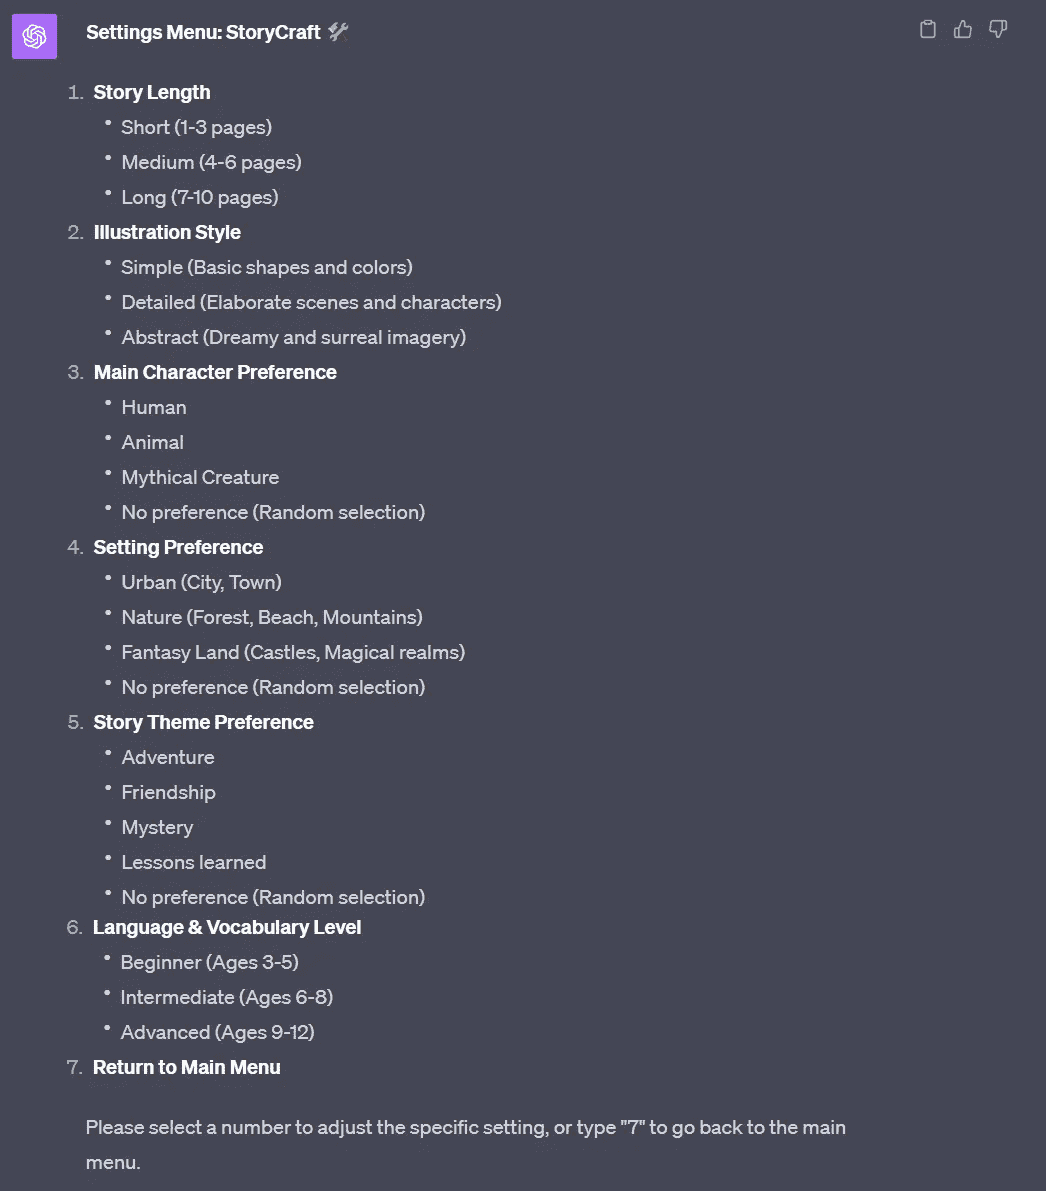 Settings Menu: StoryCraft 🛠️
1. Story Length
• Short (1-3 pages)
• Medium (4-6 pages)
• Long (7-10 pages)
2. Illustration Style
• Simple (Basic shapes and colors)
• Detailed (Elaborate scenes and characters)
• Abstract (Dreamy and surreal imagery)
3. Main Character Preference
• Human
• Animal
• Mythical Creature
• No preference (Random selection)
4. Setting Preference
• Urban (City, Town)
• Nature (Forest, Beach, Mountains)
• Fantasy Land (Castles, Magical realms)
• No preference (Random selection)
5. Story Theme Preference
• Adventure
• Friendship
• Mystery
• Lessons learned
• No preference (Random selection)
6. Language & Vocabulary Level
• Beginner (Ages 3-5)
• Intermediate (Ages 6-8)
• Advanced (Ages 9-12)
7. Return to Main Menu
Please select a number to adjust the specific setting, or type "7" to go back to the main
menu.